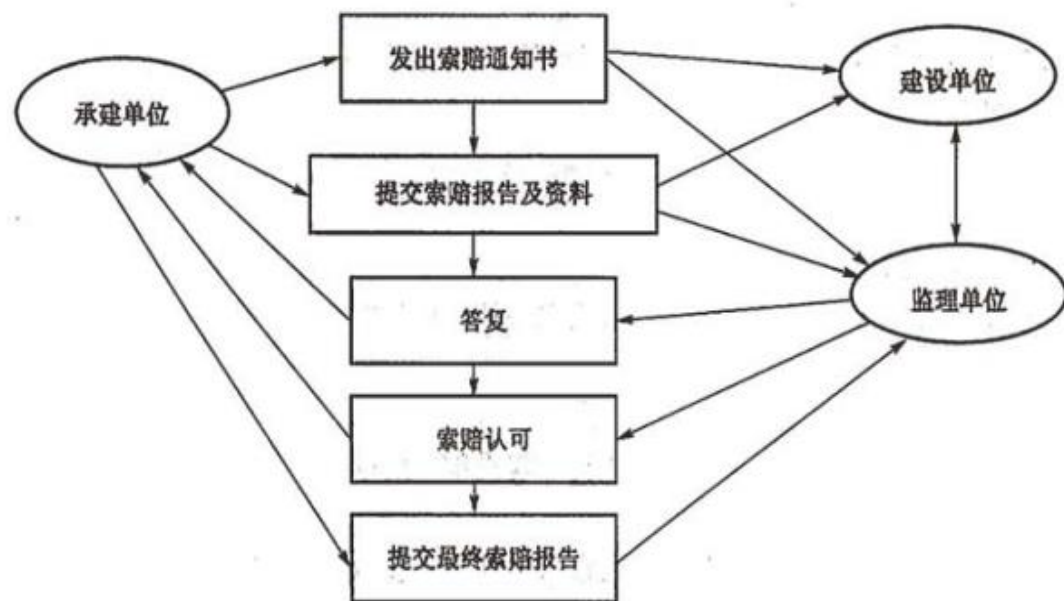 发出索赔通知书
建设单位
承建单位
提交索赔报告及资料
监理单位
答复
索赔认可
提交最终索赔报告